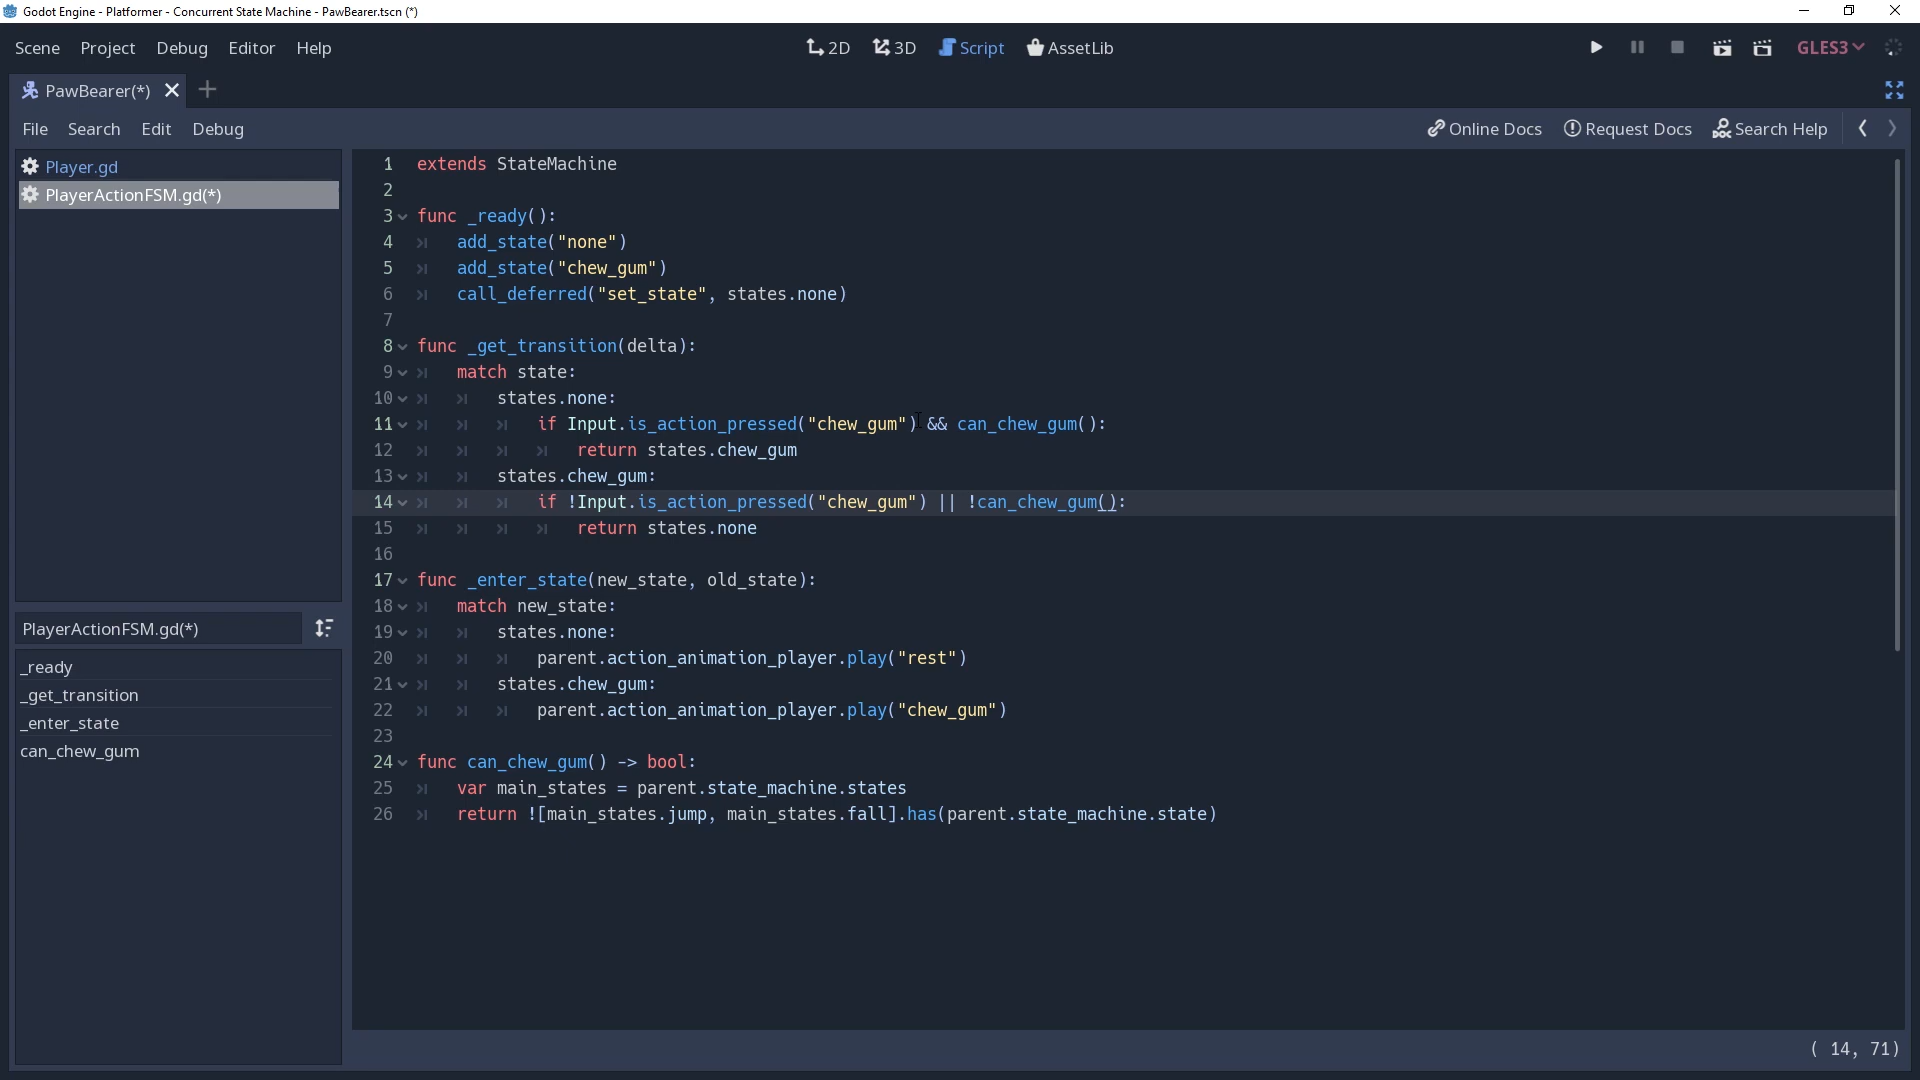 Godot Engine - Platformer - Concurrent State Machine - PawBearer.tscn (*)
Scene Project Debug Editor Help 2D 3D Script AssetLib GLES3
PawBearer(*)
File Search Edit Debug Online Docs Request Docs Search Help
Player.gd
PlayerActionFSM.gd(*)
PlayerActionFSM.gd(*)
_ready
_get_transition
_enter_state
can_chew_gum
1 extends StateMachine
2
3 func _ready():
4 add_state("none")
5 add_state("chew_gum")
6 call_deferred("set_state", states.none)
7
8 func _get_transition(delta):
9 match state:
10 states.none:
11 if Input.is_action_pressed("chew_gum") && can_chew_gum():
12 return states.chew_gum
13 states.chew_gum:
14 if !Input.is_action_pressed("chew_gum") || !can_chew_gum():
15 return states.none
16
17 func _enter_state(new_state, old_state):
18 match new_state:
19 states.none:
20 parent.action_animation_player.play("rest")
21 states.chew_gum:
22 parent.action_animation_player.play("chew_gum")
23
24 func can_chew_gum() -> bool:
25 var main_states = parent.state_machine.states
26 return ![main_states.jump, main_states.fall].has(parent.state_machine.state)
( 14, 71)